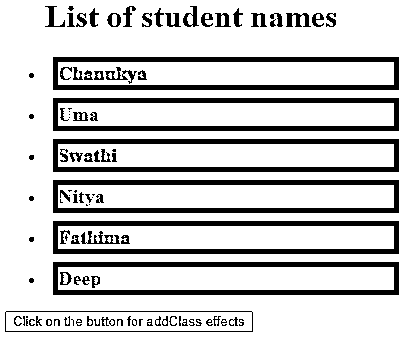 List of student names
Chanukya
Uma
Swathi
Nitya
Fathima
Deep
Click on the button for addClass effects